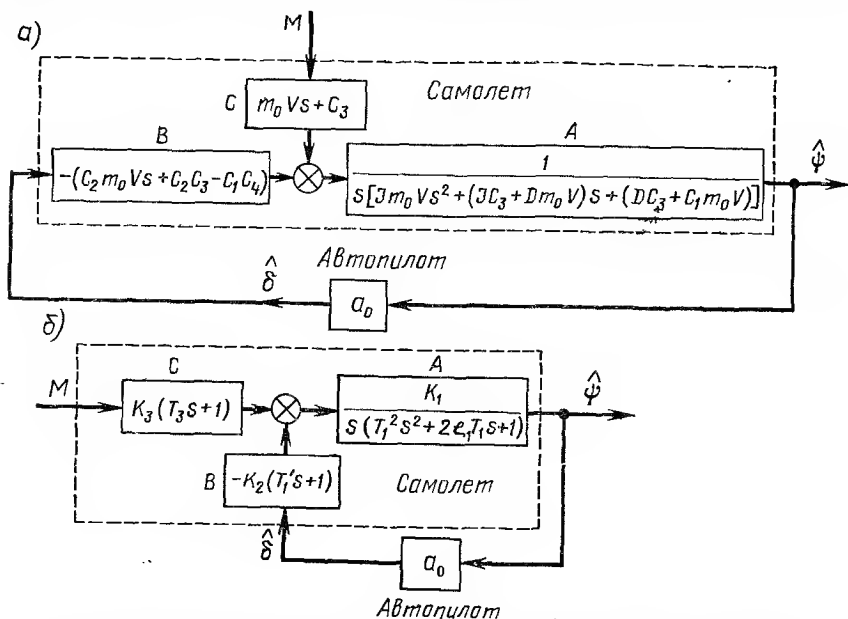 а)
M
C
m₀Vs+C₃
Самолет
B
-(C₂m₀Vs+C₂C₃-C₁C₄)
⊗
A
1
s[Jm₀Vs²+(JC₃+Dm₀V)s+(DC₃+C₁m₀V)]
ψ̂
Автопилот
δ̂
a₀
б)
M
C
K₃(T₃s+1)
⊗
A
K₁
s(T₁²s²+2ℓ₁T₁s+1)
ψ̂
B
-K₂(T₁′s+1)
Самолет
δ̂
a₀
Автопилот